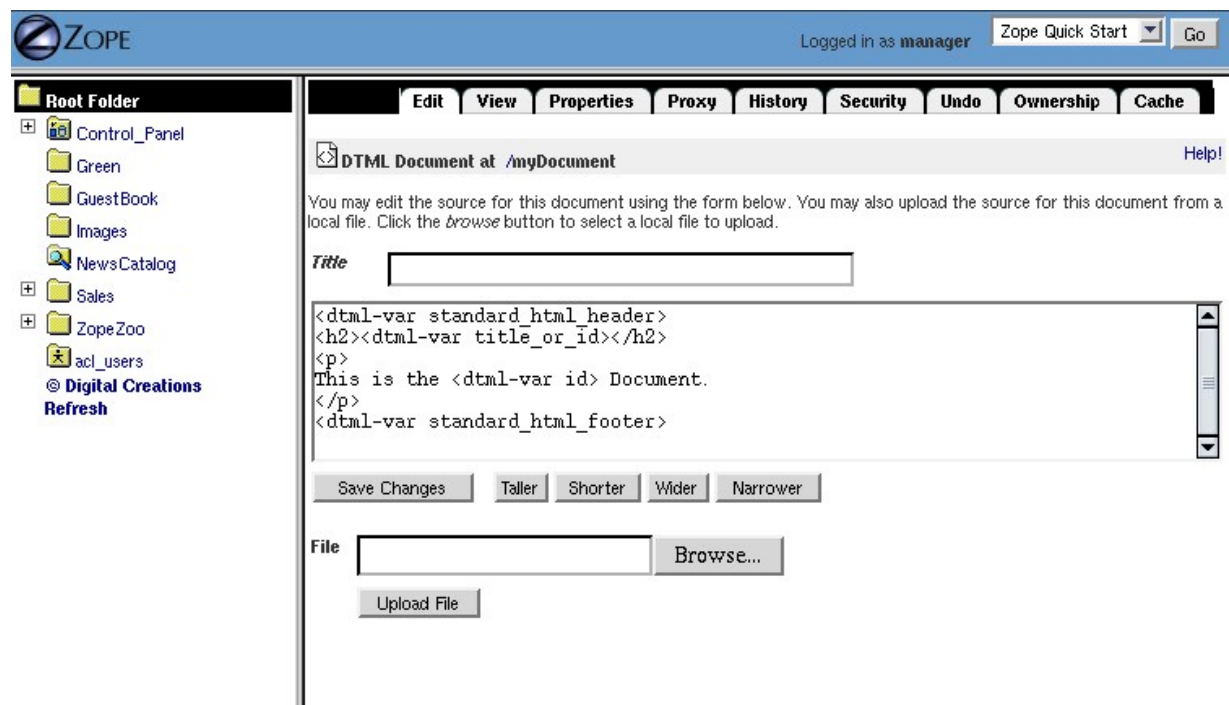 ZOPE
Logged in as manager
Zope Quick Start
Go
Root Folder
Control_Panel
Green
GuestBook
Images
NewsCatalog
Sales
ZopeZoo
acl_users
© Digital Creations
Refresh
Edit View Properties Proxy History Security Undo Ownership Cache
DTML Document at /myDocument
Help!
You may edit the source for this document using the form below. You may also upload the source for this document from a
local file. Click the browse button to select a local file to upload.
Title
<dtml-var standard_html_header>
<h2><dtml-var title_or_id></h2>
<p>
This is the <dtml-var id> Document.
</p>
<dtml-var standard_html_footer>
Save Changes Taller Shorter Wider Narrower
File Browse...
Upload File